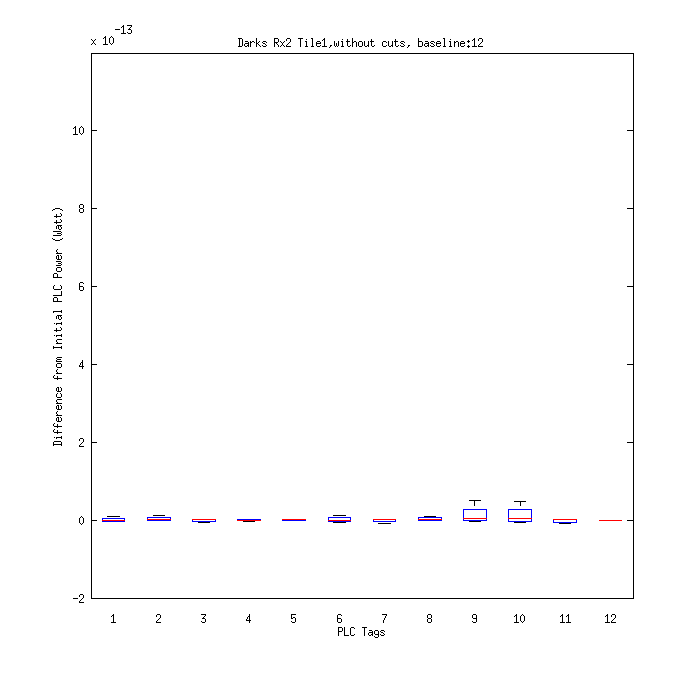 x 10^-13
Darks Rx2 Tile1,without cuts, baseline:12
10
8
6
4
2
0
-2
Difference from Initial PLC Power (Watt)
1 2 3 4 5 6 7 8 9 10 11 12
PLC Tags